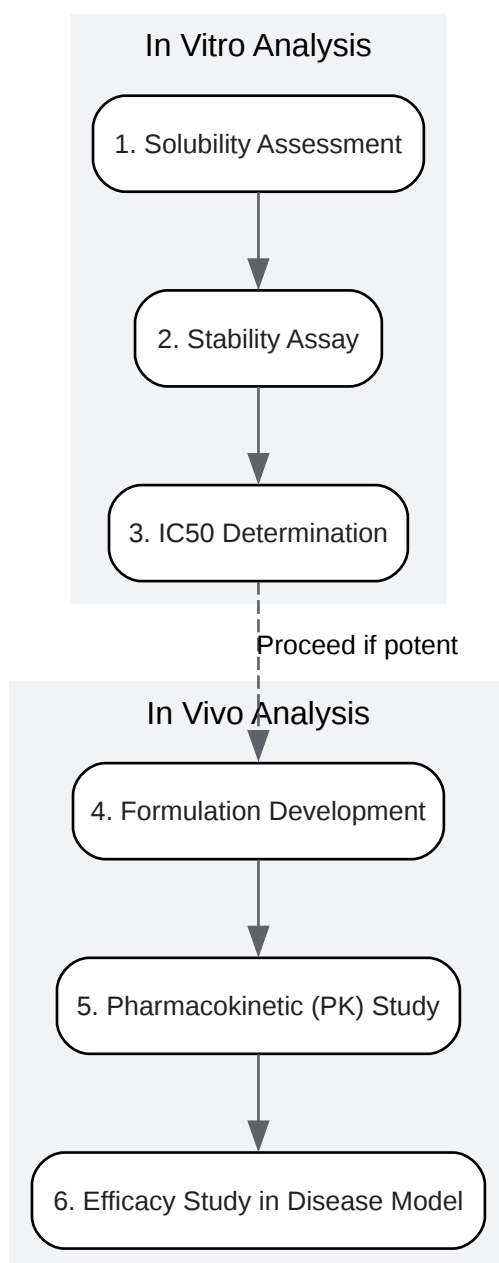 In Vitro Analysis
1. Solubility Assessment
2. Stability Assay
3. IC50 Determination
Proceed if potent
In Vivo Analysis
4. Formulation Development
5. Pharmacokinetic (PK) Study
6. Efficacy Study in Disease Model